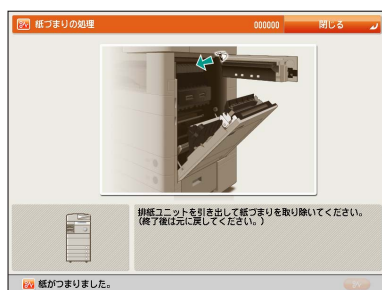 紙づまりの処理
000000
閉じる
排紙ユニットを引き出して紙づまりを取り除いてください。
(終了後は元に戻してください。)
紙がつまりました。